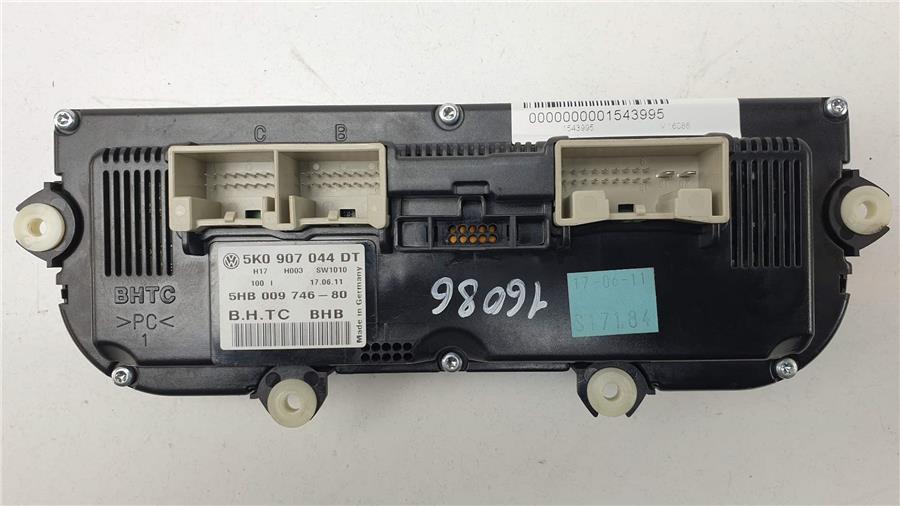 0000000001543995
1543995 V16086
C B
5K0 907 044 DT
H17 H003 SW1010
100 I 17.06.11
5HB 009 746-80
B.H.TC BHB
Made in Germany
BHTC
>PC<
1
16086
17-06-11
S17184